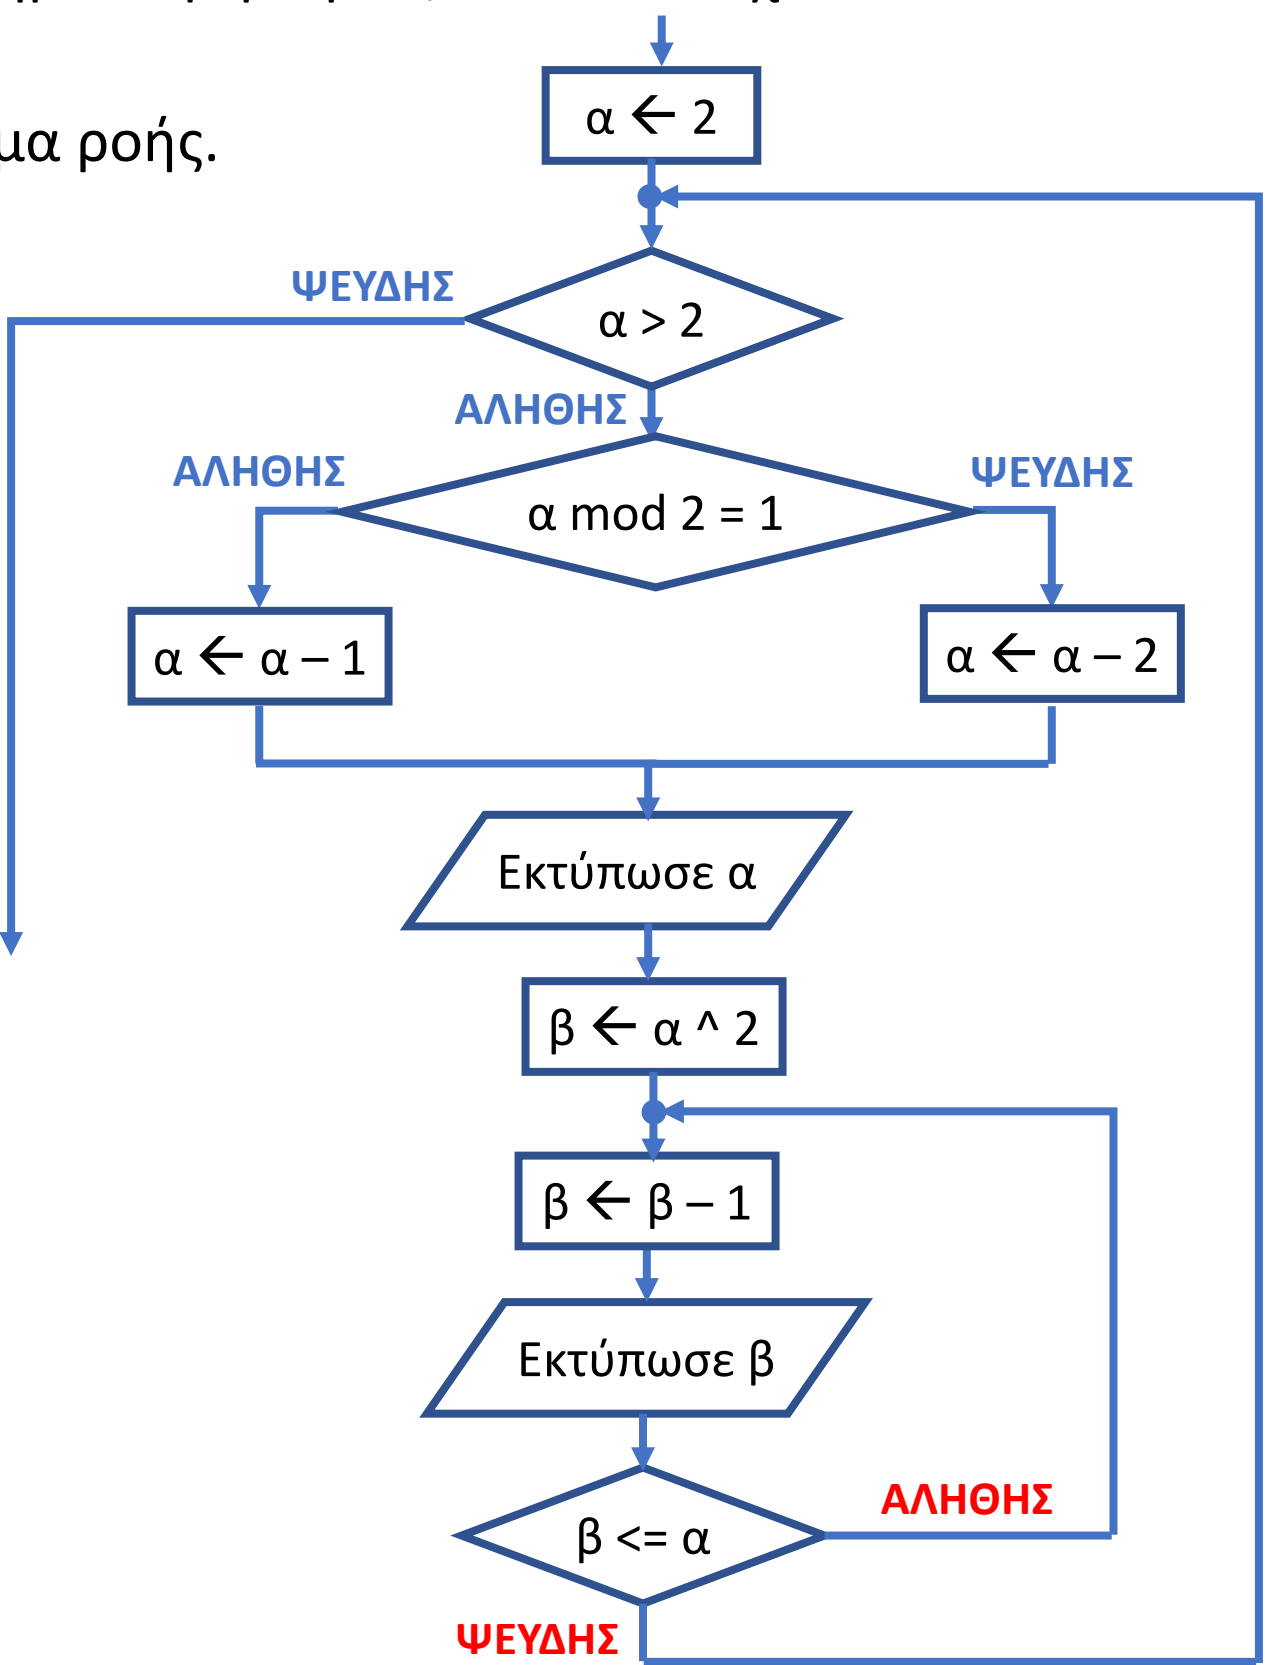 μα ροής.
α ← 2
ΨΕΥΔΗΣ
α > 2
ΑΛΗΘΗΣ
ΑΛΗΘΗΣ
ΨΕΥΔΗΣ
α mod 2 = 1
α ← α – 1
α ← α – 2
Εκτύπωσε α
β ← α ^ 2
β ← β – 1
Εκτύπωσε β
ΑΛΗΘΗΣ
β <= α
ΨΕΥΔΗΣ